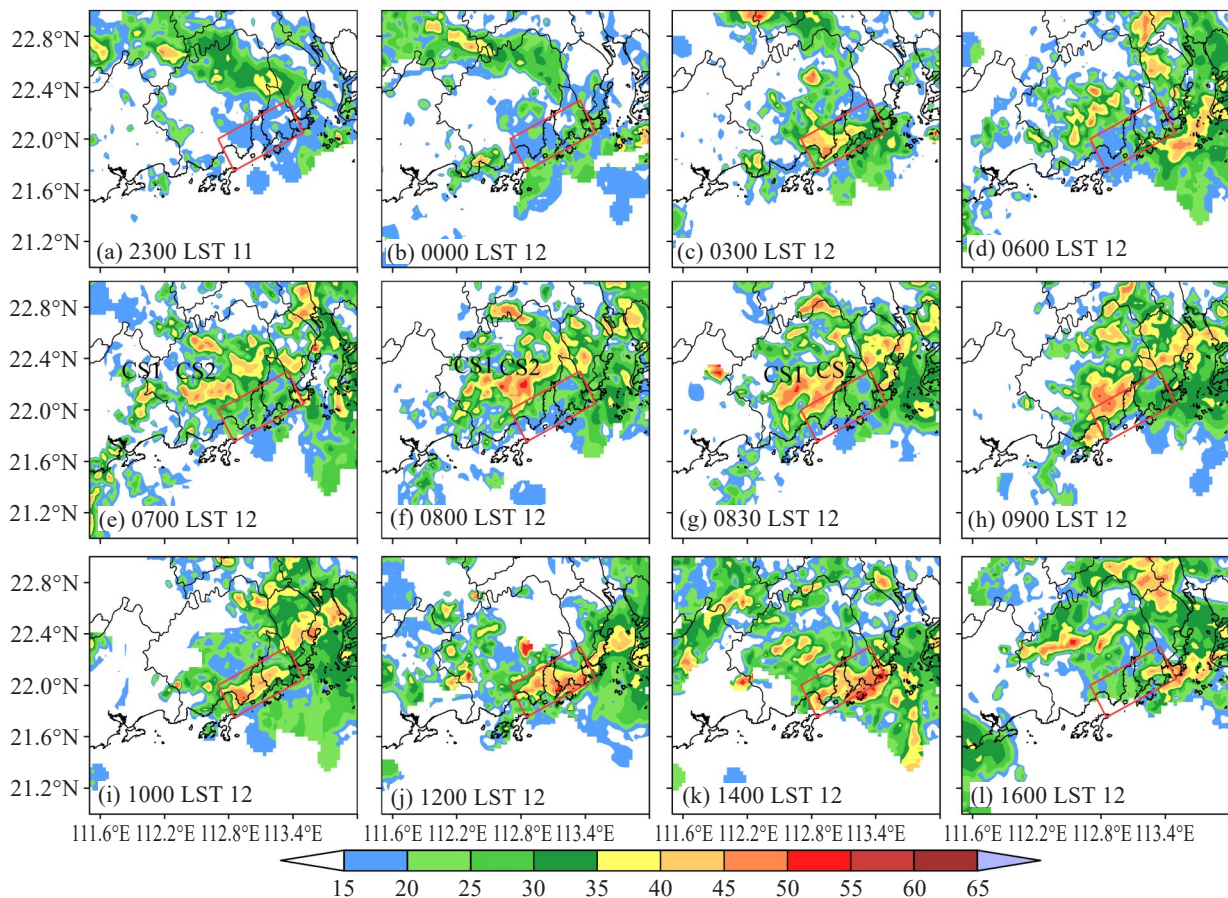 22.8°N
22.4°N
22.0°N
21.6°N
21.2°N
(a) 2300 LST 11
(b) 0000 LST 12
(c) 0300 LST 12
(d) 0600 LST 12
22.8°N
22.4°N
22.0°N
21.6°N
21.2°N
CS1 CS2
CS1 CS2
CS1 CS2
(e) 0700 LST 12
(f) 0800 LST 12
(g) 0830 LST 12
(h) 0900 LST 12
22.8°N
22.4°N
22.0°N
21.6°N
21.2°N
(i) 1000 LST 12
(j) 1200 LST 12
(k) 1400 LST 12
(l) 1600 LST 12
111.6°E 112.2°E 112.8°E 113.4°E
111.6°E 112.2°E 112.8°E 113.4°E
111.6°E 112.2°E 112.8°E 113.4°E
111.6°E 112.2°E 112.8°E 113.4°E
15 20 25 30 35 40 45 50 55 60 65